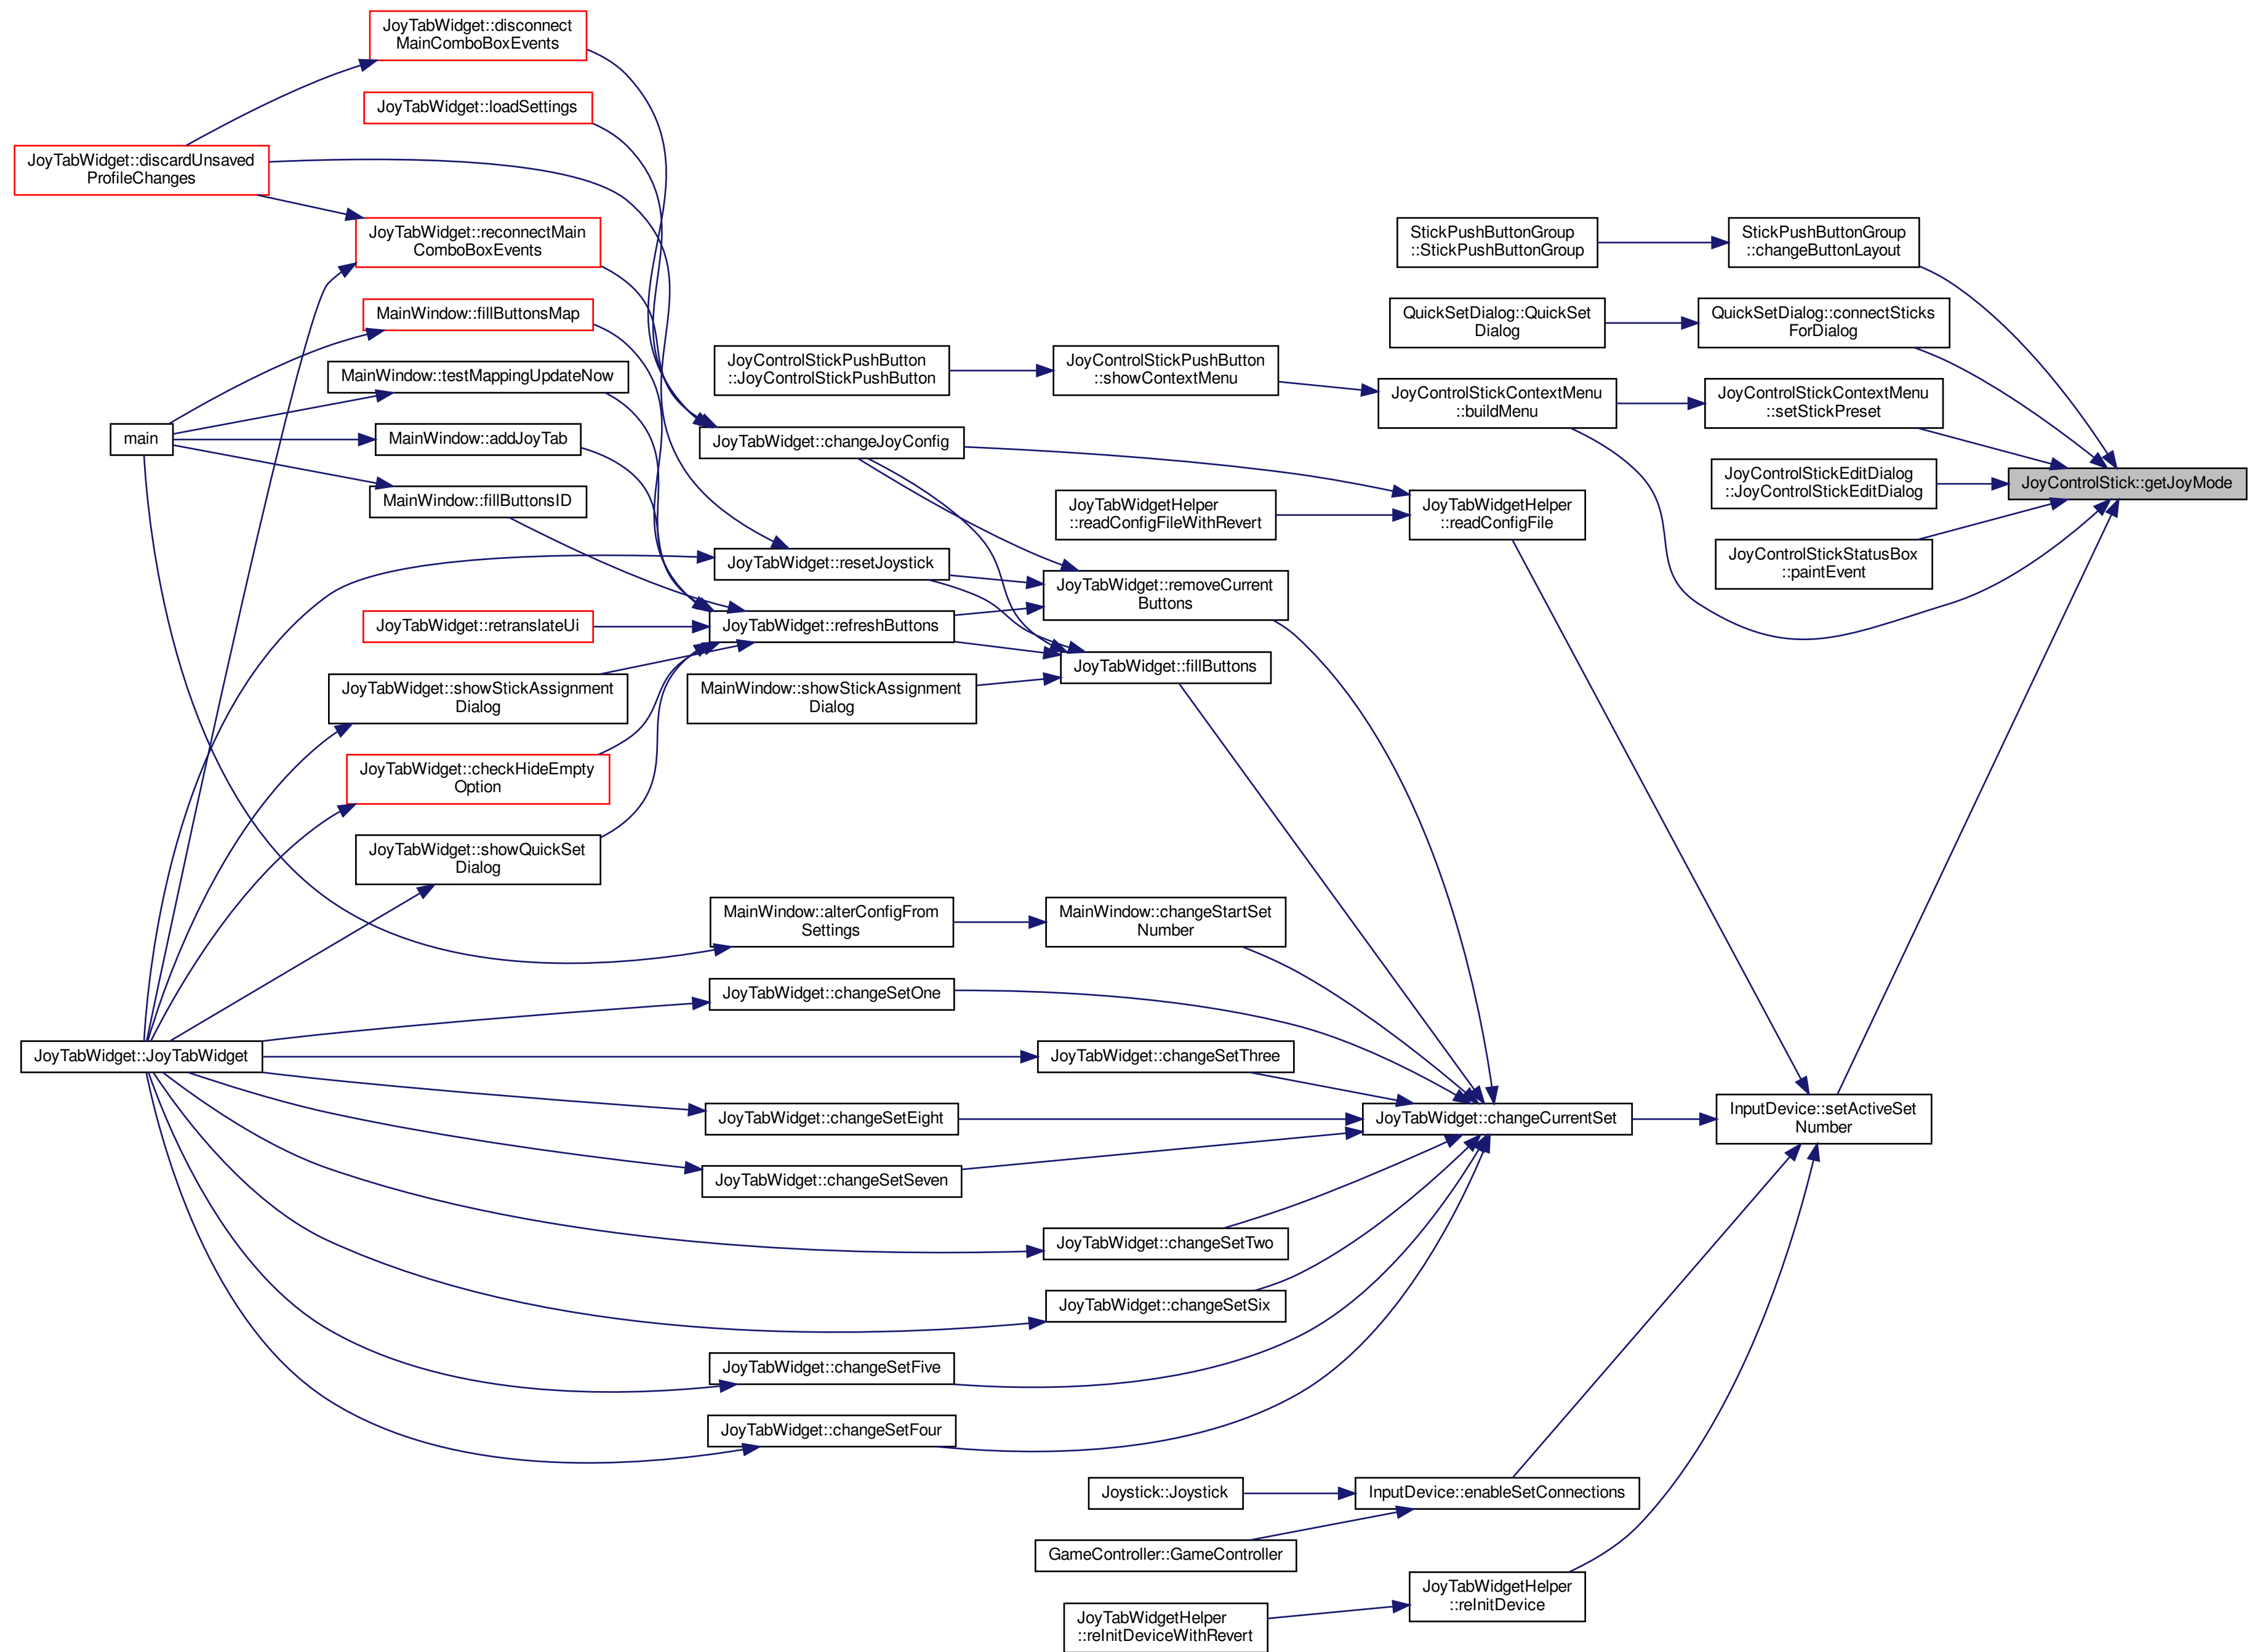 JoyTabWidget::disconnect
MainComboBoxEvents
JoyTabWidget::loadSettings
JoyTabWidget::discardUnsaved
ProfileChanges
JoyTabWidget::reconnectMain
ComboBoxEvents
MainWindow::fillButtonsMap
MainWindow::testMappingUpdateNow
main
MainWindow::addJoyTab
MainWindow::fillButtonsID
JoyTabWidget::retranslateUi
JoyTabWidget::showStickAssignment
Dialog
JoyTabWidget::checkHideEmpty
Option
JoyTabWidget::showQuickSet
Dialog
JoyTabWidget::JoyTabWidget
JoyControlStickPushButton
::JoyControlStickPushButton
JoyTabWidget::changeJoyConfig
JoyTabWidget::resetJoystick
JoyTabWidget::refreshButtons
MainWindow::showStickAssignment
Dialog
MainWindow::alterConfigFrom
Settings
JoyTabWidget::changeSetOne
JoyTabWidget::changeSetEight
JoyTabWidget::changeSetSeven
JoyTabWidget::changeSetFive
JoyTabWidget::changeSetFour
JoyControlStickPushButton
::showContextMenu
JoyTabWidgetHelper
::readConfigFileWithRevert
JoyTabWidget::removeCurrent
Buttons
JoyTabWidget::fillButtons
MainWindow::changeStartSet
Number
JoyTabWidget::changeSetThree
JoyTabWidget::changeSetTwo
JoyTabWidget::changeSetSix
Joystick::Joystick
GameController::GameController
JoyTabWidgetHelper
::reInitDeviceWithRevert
StickPushButtonGroup
::StickPushButtonGroup
QuickSetDialog::QuickSet
Dialog
JoyControlStickContextMenu
::buildMenu
JoyTabWidgetHelper
::readConfigFile
JoyTabWidget::changeCurrentSet
InputDevice::enableSetConnections
JoyTabWidgetHelper
::reInitDevice
StickPushButtonGroup
::changeButtonLayout
QuickSetDialog::connectSticks
ForDialog
JoyControlStickContextMenu
::setStickPreset
JoyControlStickEditDialog
::JoyControlStickEditDialog
JoyControlStickStatusBox
::paintEvent
InputDevice::setActiveSet
Number
JoyControlStick::getJoyMode